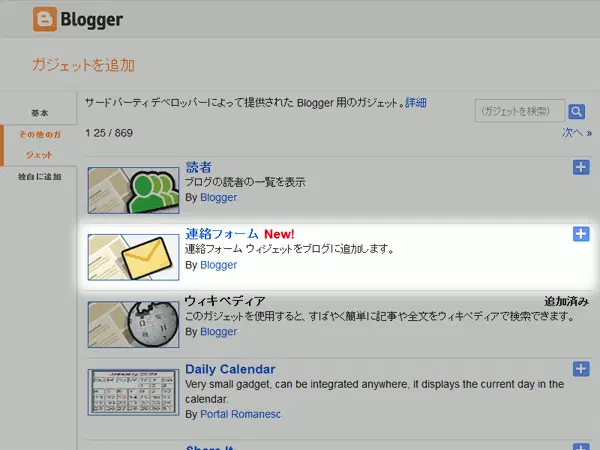 Blogger
ガジェットを追加
基本
その他のガ
ジェット
独自に追加
サードパーティデベロッパーによって提供された Blogger 用のガジェット。詳細
(ガジェットを検索)
1 25 / 869
次へ »
読者
ブログの読者の一覧を表示
By Blogger
連絡フォーム New!
連絡フォーム ウィジェットをブログに追加します。
By Blogger
ウィキペディア
追加済み
このガジェットを使用すると、すばやく簡単に記事や全文をウィキペディアで検索できます。
By Blogger
Daily Calendar
Very small gadget, can be integrated anywhere, it displays the current day in the
calendar.
By Portal Romanesc
Share It